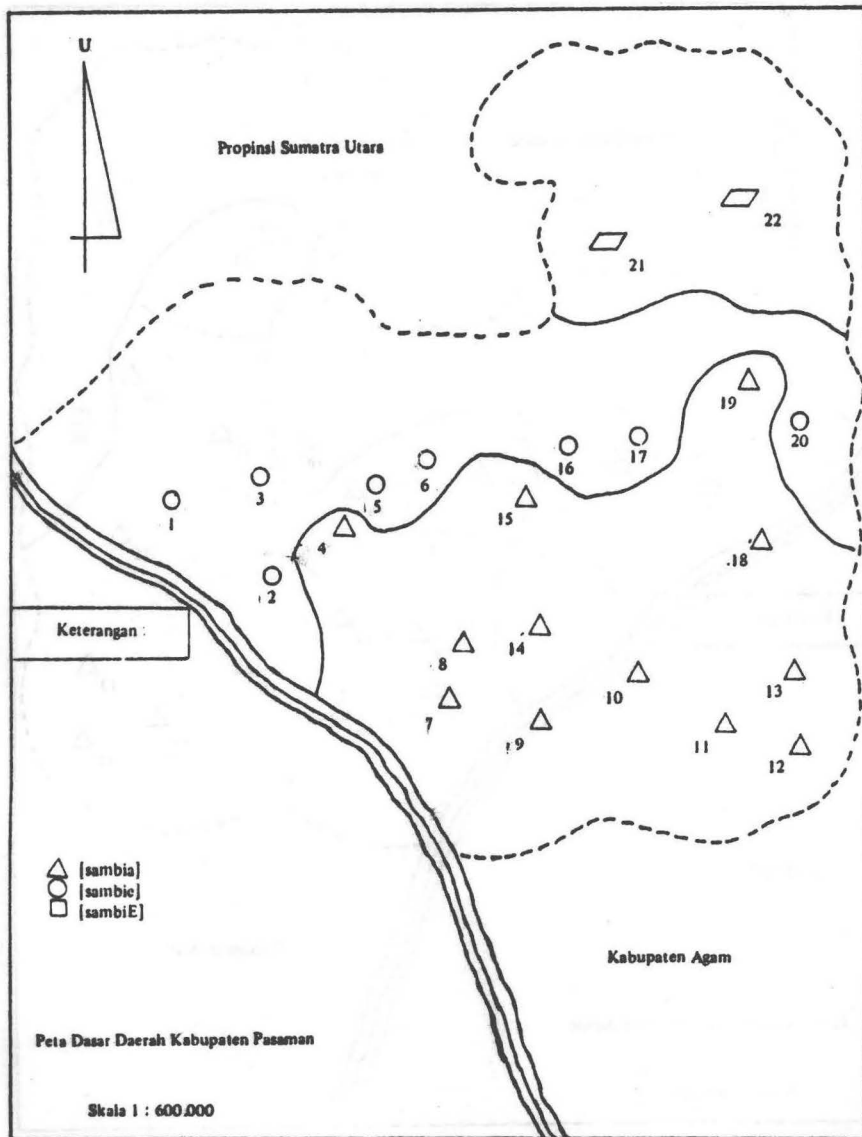 U
Propinsi Sumatra Utara
22
21
19
20
16
17
6
3
5
15
1
4
18
2
Keterangan :
14
8
10
13
7
9
11
12
[sambia]
[sambie]
[sambiE]
Kabupaten Agam
Peta Dasar Daerah Kabupaten Pasaman
Skala 1 : 600.000